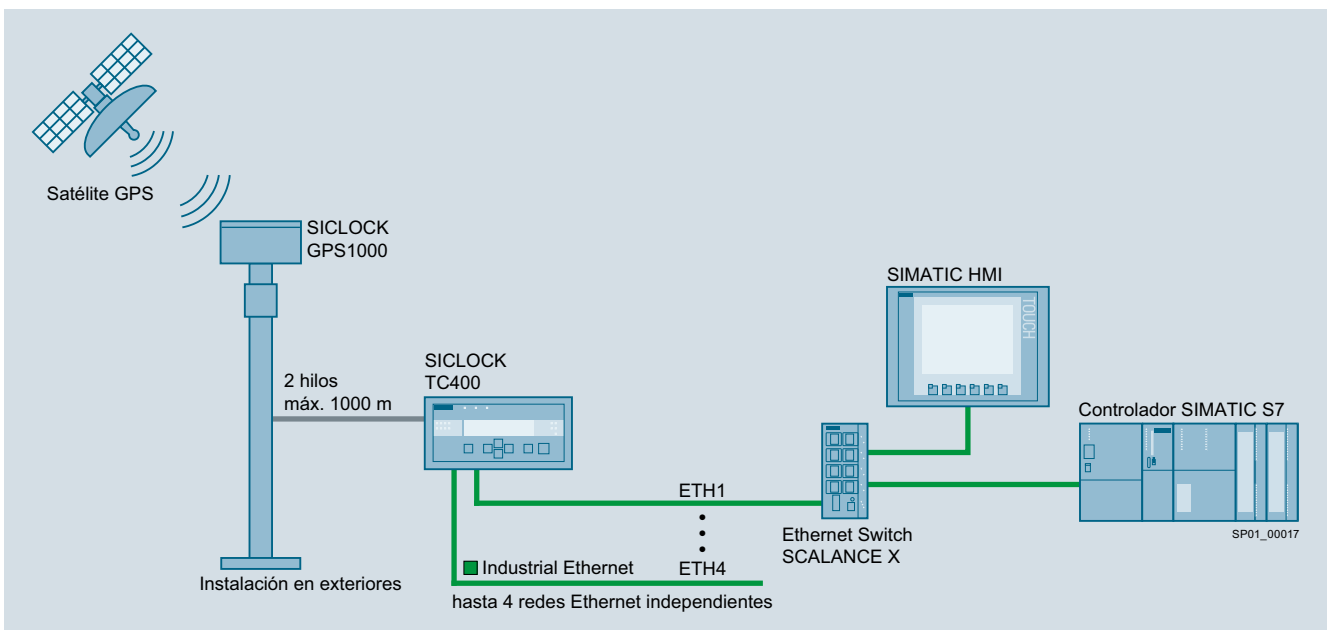 Satélite GPS
SICLOCK
GPS1000
2 hilos
máx. 1000 m
SICLOCK
TC400
SIMATIC HMI
TOUCH
Controlador SIMATIC S7
ETH1
Ethernet Switch
SCALANCE X
SP01_00017
Industrial Ethernet
ETH4
Instalación en exteriores
hasta 4 redes Ethernet independientes